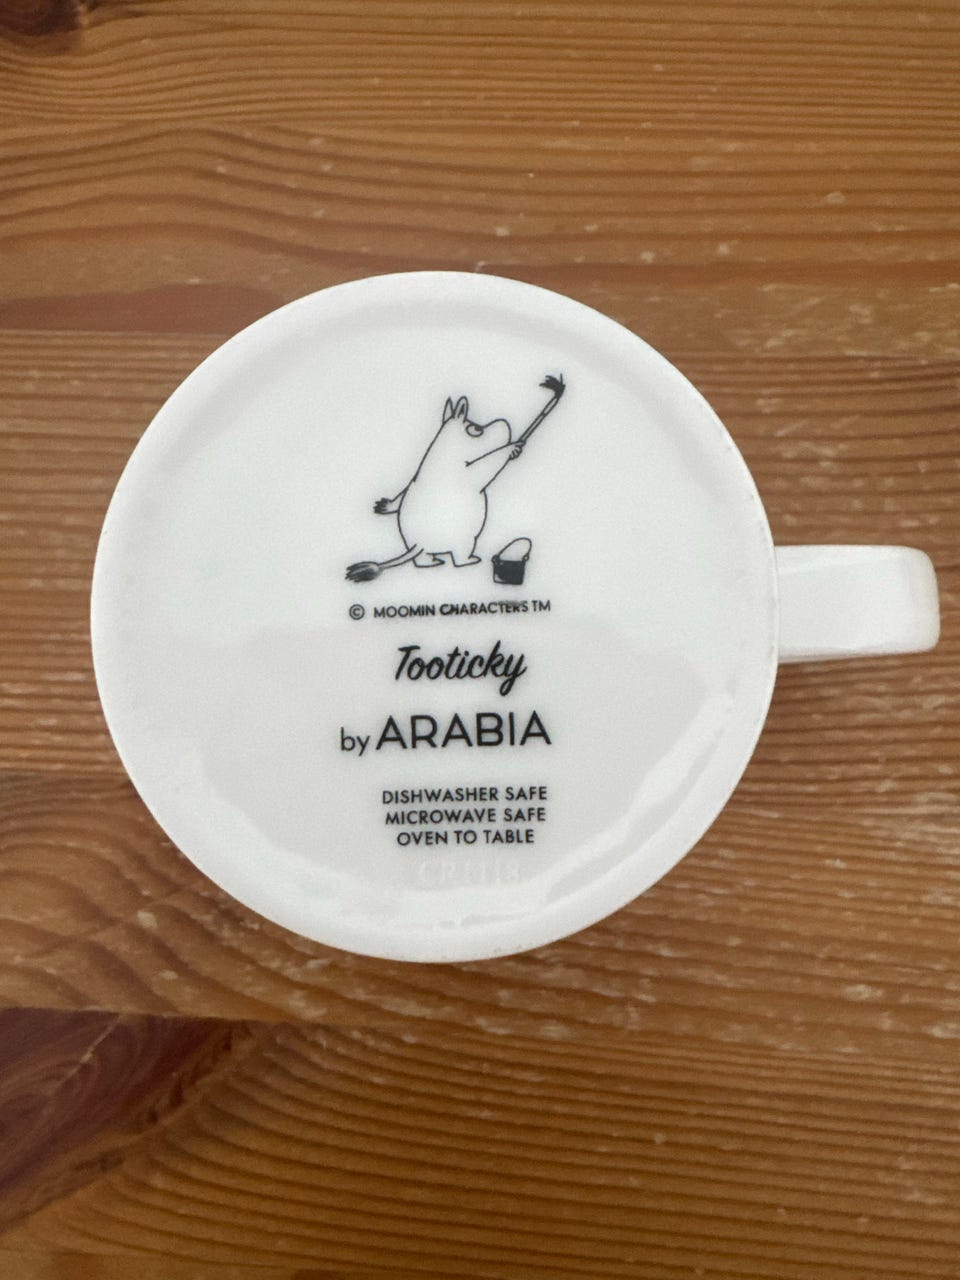 © MOOMIN CHARACTERS TM
Tooticky
by ARABIA
DISHWASHER SAFE
MICROWAVE SAFE
OVEN TO TABLE